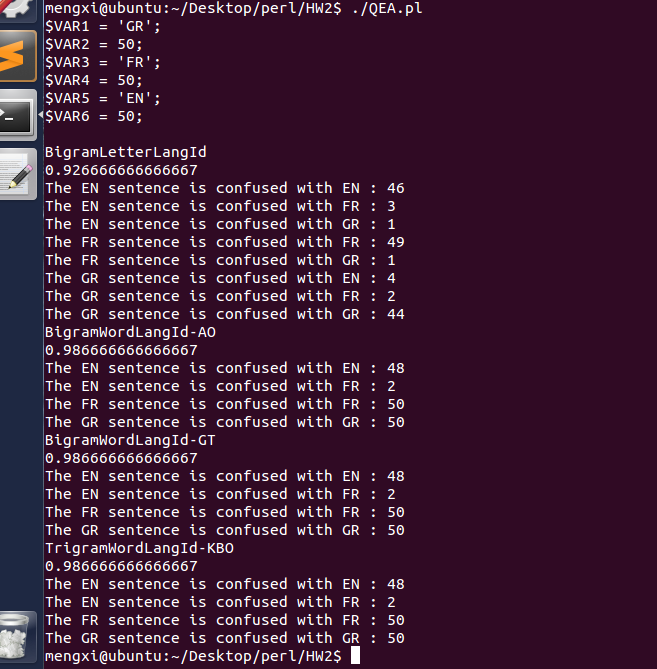 mengxi@ubuntu:~/Desktop/perl/HW2$ ./QEA.pl
$VAR1 = 'GR';
$VAR2 = 50;
$VAR3 = 'FR';
$VAR4 = 50;
$VAR5 = 'EN';
$VAR6 = 50;
BigramLetterLangId
0.926666666666667
The EN sentence is confused with EN : 46
The EN sentence is confused with FR : 3
The EN sentence is confused with GR : 1
The FR sentence is confused with FR : 49
The FR sentence is confused with GR : 1
The GR sentence is confused with EN : 4
The GR sentence is confused with FR : 2
The GR sentence is confused with GR : 44
BigramWordLangId-AO
0.986666666666667
The EN sentence is confused with EN : 48
The EN sentence is confused with FR : 2
The FR sentence is confused with FR : 50
The GR sentence is confused with GR : 50
BigramWordLangId-GT
0.986666666666667
The EN sentence is confused with EN : 48
The EN sentence is confused with FR : 2
The FR sentence is confused with FR : 50
The GR sentence is confused with GR : 50
TrigramWordLangId-KBO
0.986666666666667
The EN sentence is confused with EN : 48
The EN sentence is confused with FR : 2
The FR sentence is confused with FR : 50
The GR sentence is confused with GR : 50
mengxi@ubuntu:~/Desktop/perl/HW2$